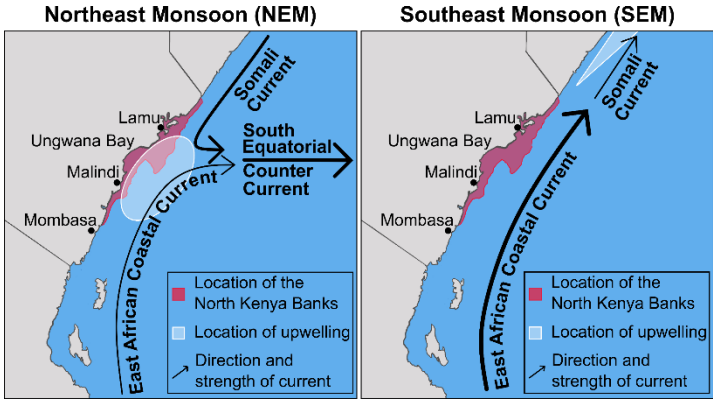 Northeast Monsoon (NEM)
Somali
Current
Lamu
Ungwana Bay
South
Equatorial
Counter
Current
Malindi
Mombasa
East African Coastal Current
Location of the
North Kenya Banks
Location of upwelling
Direction and
strength of current
Southeast Monsoon (SEM)
Somali
Current
Lamu
Ungwana Bay
Malindi
Mombasa
East African Coastal Current
Location of the
North Kenya Banks
Location of upwelling
Direction and
strength of current